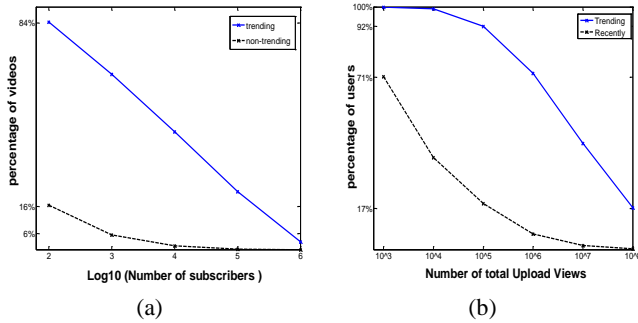 84%
16%
6%
percentage of videos
trending
non-trending
2 3 4 5 6
Log10 (Number of subscribers )
(a)
100%
92%
71%
17%
percentage of users
Trending
Recently
10^3 10^4 10^5 10^6 10^7 10^
Number of total Upload Views
(b)